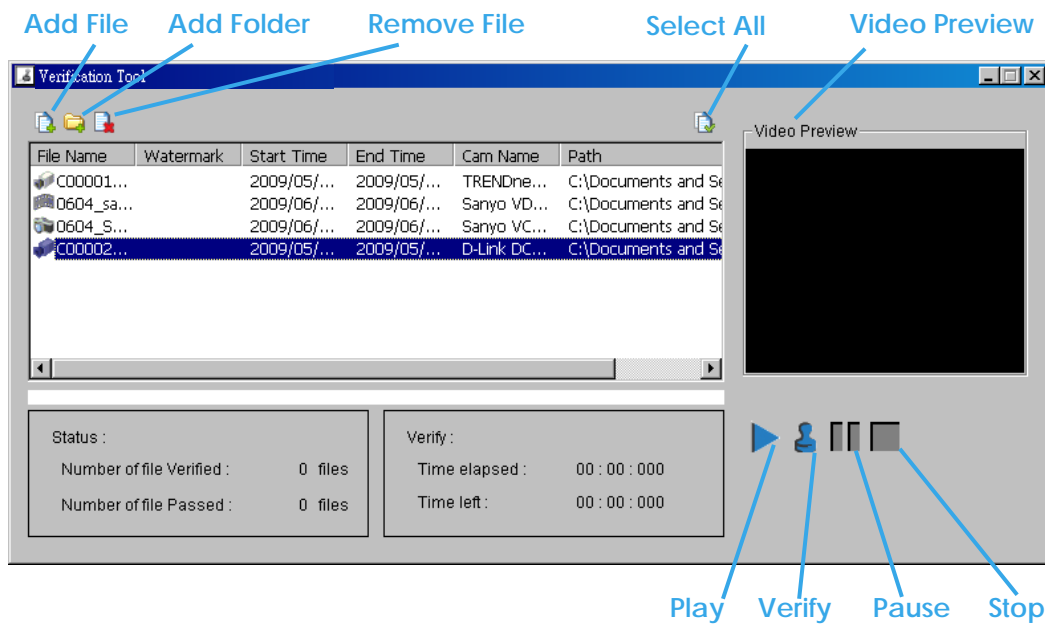 Add File Add Folder Remove File Select All Video Preview
Verification Tool
Video Preview
File Name Watermark Start Time End Time Cam Name Path
C00001... 2009/05/... 2009/05/... TRENDne... C:\Documents and Se
0604_sa... 2009/06/... 2009/06/... Sanyo VD... C:\Documents and Se
0604_S... 2009/06/... 2009/06/... Sanyo VC... C:\Documents and Se
C00002... 2009/05/... 2009/05/... D-Link DC... C:\Documents and Se
Status :
Number of file Verified : 0 files
Number of file Passed : 0 files
Verify :
Time elapsed : 00 : 00 : 000
Time left : 00 : 00 : 000
Play Verify Pause Stop